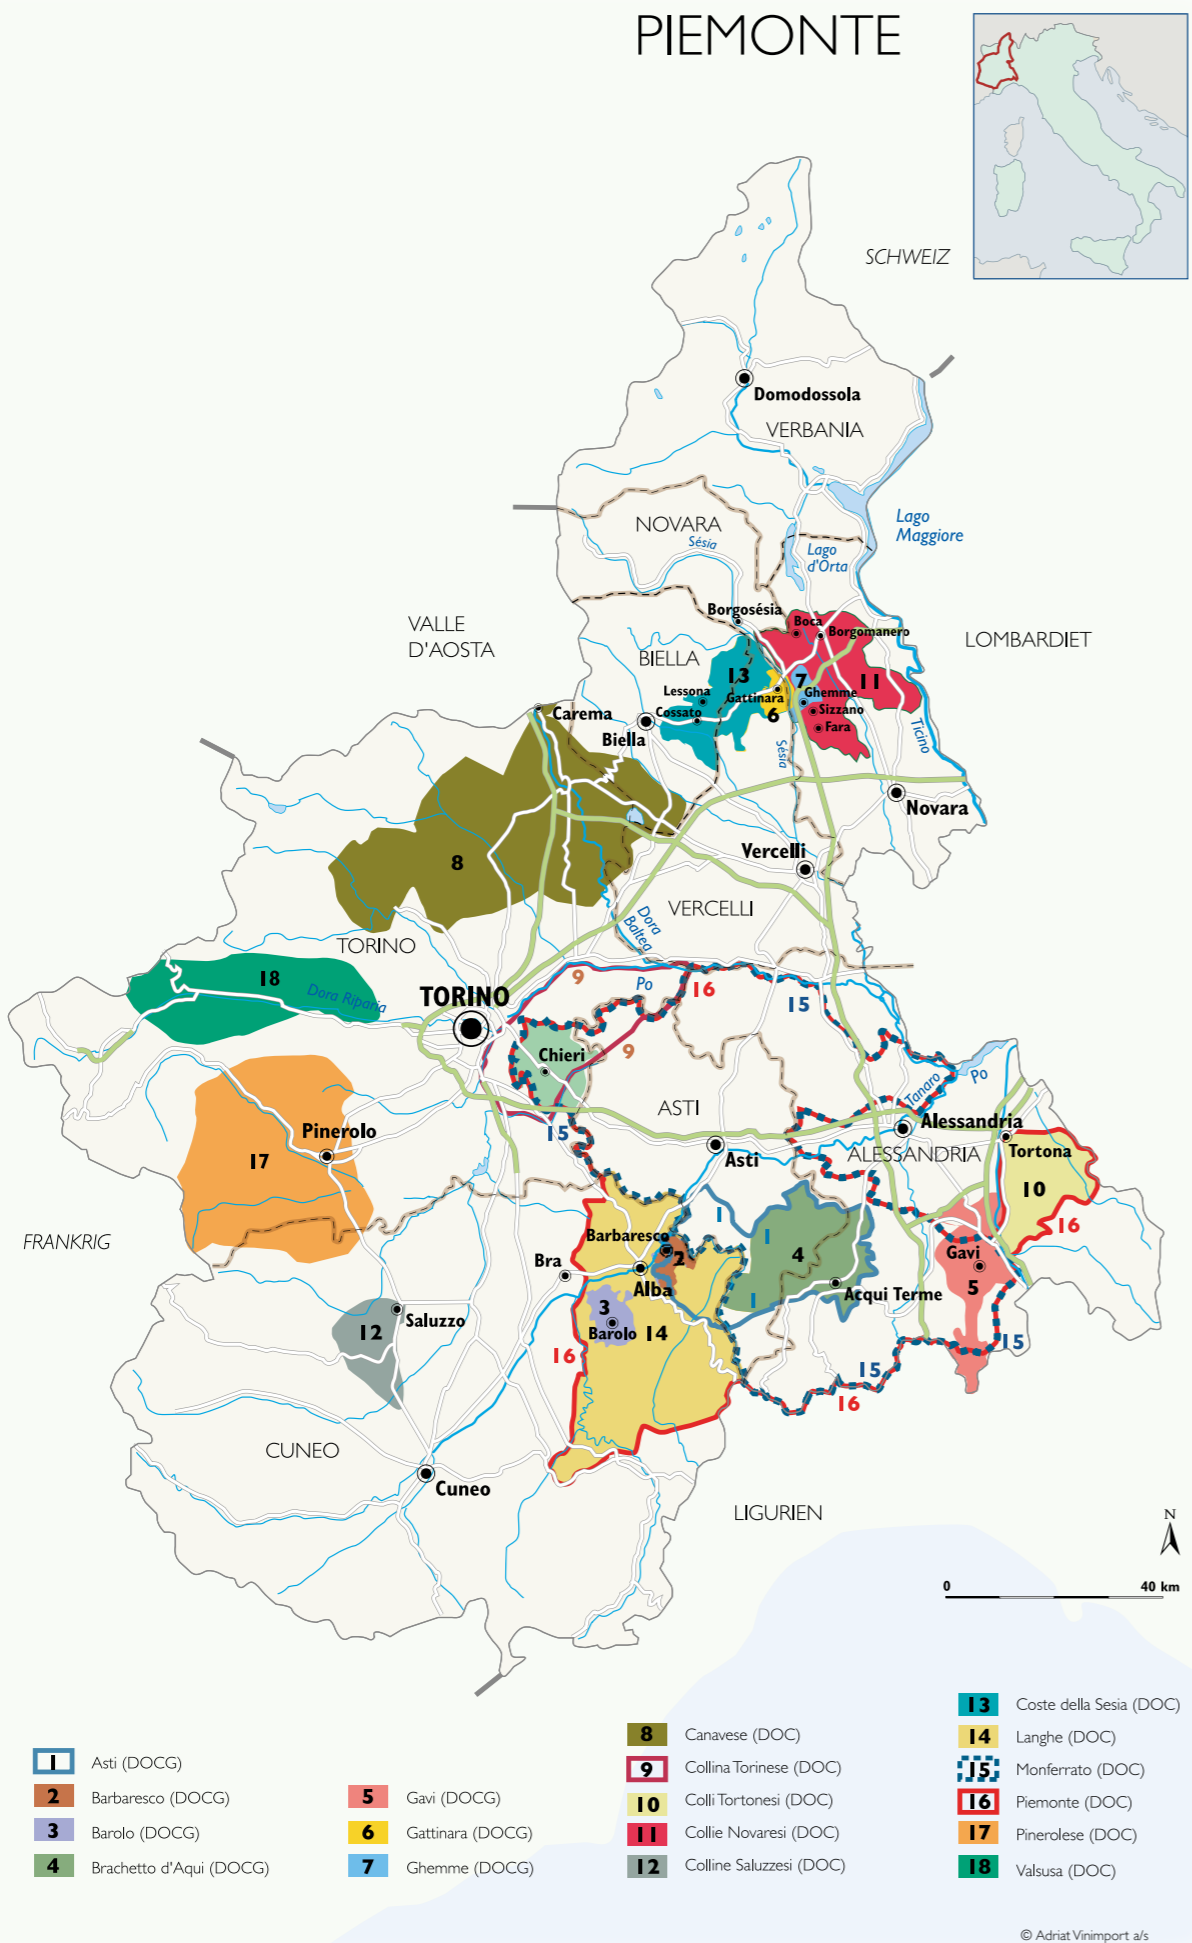 PIEMONTE
SCHWEIZ
Domodossola
VERBANIA
NOVARA
Sésia
Lago
Maggiore
Lago
d'Orta
VALLE
D'AOSTA
Borgosésia
Boca
Borgomanero
LOMBARDIET
BIELLA
13
7
11
Lessona
Gattinara
Ghemme
Carema
Cossato
6
Sizzano
Fara
Biella
Sésia
Ticino
Novara
8
Vercelli
VERCELLI
Dora
Baltea
TORINO
18
Dora Riparia
TORINO
9
Po
16
15
Chieri
9
Tanaro
Po
ASTI
15
Alessandria
Pinerolo
17
Asti
ALESSANDRIA
Tortona
10
16
FRANKRIG
1
1
Barbaresco
2
4
Gavi
Bra
Alba
5
1
Acqui Terme
12
Saluzzo
3
Barolo
14
16
15
15
16
CUNEO
Cuneo
LIGURIEN
N
0
40 km
1 Asti (DOCG)
2 Barbaresco (DOCG)
3 Barolo (DOCG)
4 Brachetto d'Aqui (DOCG)
5 Gavi (DOCG)
6 Gattinara (DOCG)
7 Ghemme (DOCG)
8 Canavese (DOC)
9 Collina Torinese (DOC)
10 Colli Tortonesi (DOC)
11 Collie Novaresi (DOC)
12 Colline Saluzzesi (DOC)
13 Coste della Sesia (DOC)
14 Langhe (DOC)
15 Monferrato (DOC)
16 Piemonte (DOC)
17 Pinerolese (DOC)
18 Valsusa (DOC)
© Adriat Vinimport a/s